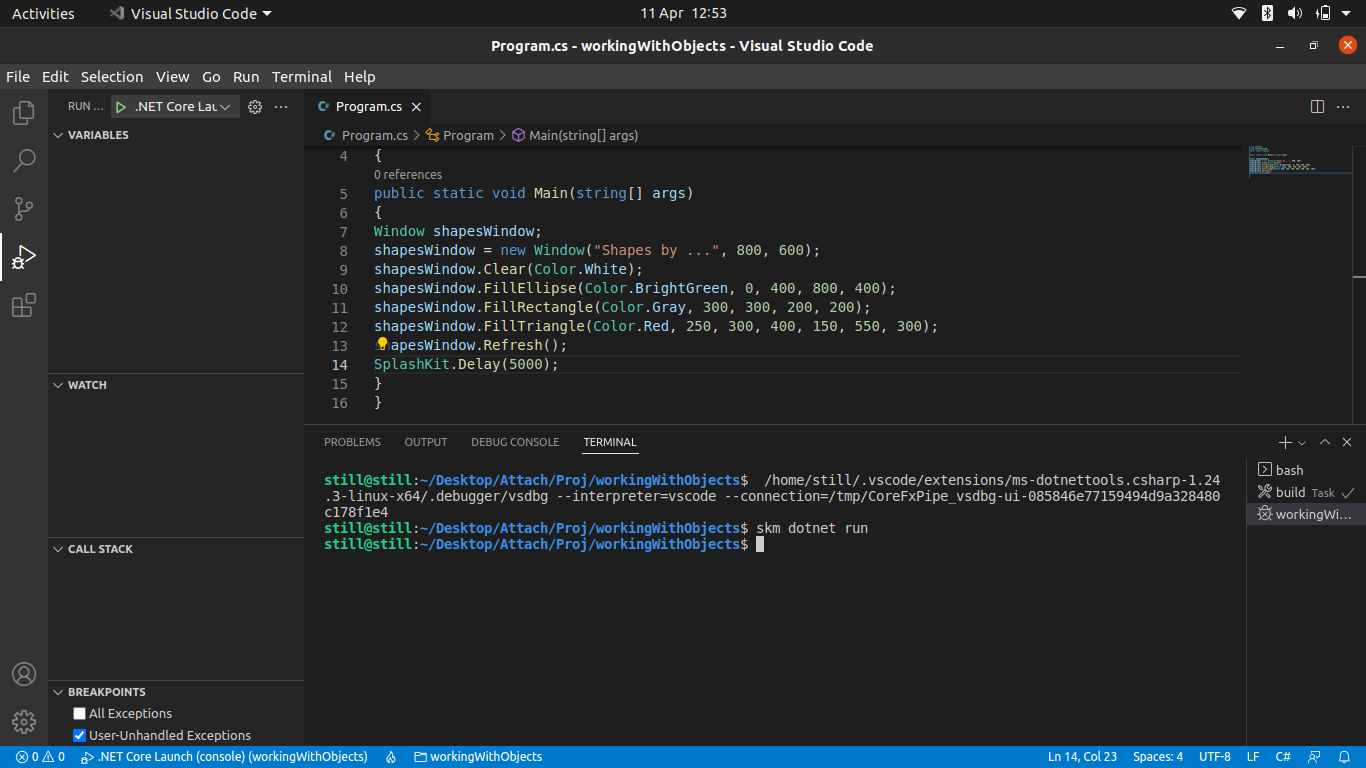 Activities
Visual Studio Code
11 Apr 12:53
Program.cs - workingWithObjects - Visual Studio Code
File Edit Selection View Go Run Terminal Help
RUN ...
.NET Core Lau
VARIABLES
WATCH
CALL STACK
BREAKPOINTS
All Exceptions
User-Unhandled Exceptions
Program.cs
Program.cs > Program > Main(string[] args)
4 {
0 references
5 public static void Main(string[] args)
6 {
7 Window shapesWindow;
8 shapesWindow = new Window("Shapes by ...", 800, 600);
9 shapesWindow.Clear(Color.White);
10 shapesWindow.FillEllipse(Color.BrightGreen, 0, 400, 800, 400);
11 shapesWindow.FillRectangle(Color.Gray, 300, 300, 200, 200);
12 shapesWindow.FillTriangle(Color.Red, 250, 300, 400, 150, 550, 300);
13 shapesWindow.Refresh();
14 SplashKit.Delay(5000);
15 }
16 }
PROBLEMS OUTPUT DEBUG CONSOLE TERMINAL
still@still:~/Desktop/Attach/Proj/workingWithObjects$ /home/still/.vscode/extensions/ms-dotnettools.csharp-1.24
.3-linux-x64/.debugger/vsdbg --interpreter=vscode --connection=/tmp/CoreFxPipe_vsdbg-ui-085846e77159494d9a328480
c178f1e4
still@still:~/Desktop/Attach/Proj/workingWithObjects$ skm dotnet run
still@still:~/Desktop/Attach/Proj/workingWithObjects$
bash
build Task
workingWi...
0 0 .NET Core Launch (console) (workingWithObjects) workingWithObjects
Ln 14, Col 23 Spaces: 4 UTF-8 LF C#